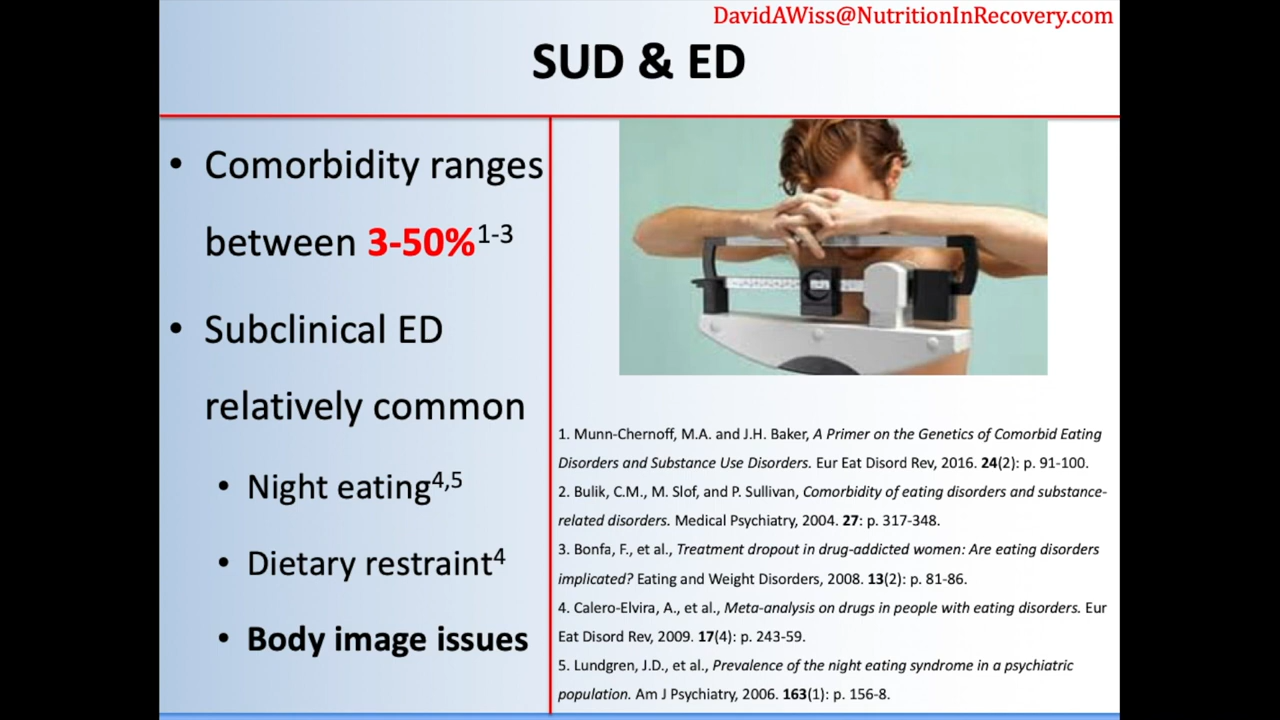 DavidAWiss@NutritionInRecovery.com
SUD & ED
• Comorbidity ranges
between 3-50%1-3
• Subclinical ED
relatively common
• Night eating4,5
• Dietary restraint4
• Body image issues
1. Munn-Chernoff, M.A. and J.H. Baker, A Primer on the Genetics of Comorbid Eating
Disorders and Substance Use Disorders. Eur Eat Disord Rev, 2016. 24(2): p. 91-100.
2. Bulik, C.M., M. Slof, and P. Sullivan, Comorbidity of eating disorders and substance-
related disorders. Medical Psychiatry, 2004. 27: p. 317-348.
3. Bonfa, F., et al., Treatment dropout in drug-addicted women: Are eating disorders
implicated? Eating and Weight Disorders, 2008. 13(2): p. 81-86.
4. Calero-Elvira, A., et al., Meta-analysis on drugs in people with eating disorders. Eur
Eat Disord Rev, 2009. 17(4): p. 243-59.
5. Lundgren, J.D., et al., Prevalence of the night eating syndrome in a psychiatric
population. Am J Psychiatry, 2006. 163(1): p. 156-8.